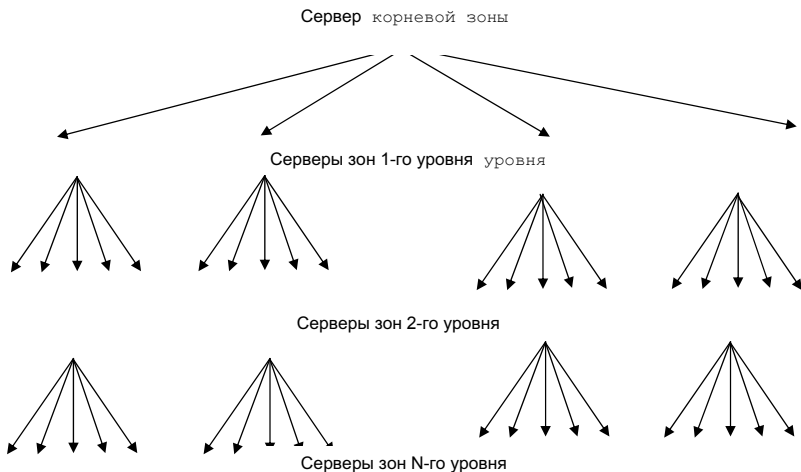 Сервер корневой зоны
Серверы зон 1-го уровня уровня
Серверы зон 2-го уровня
Серверы зон N-го уровня